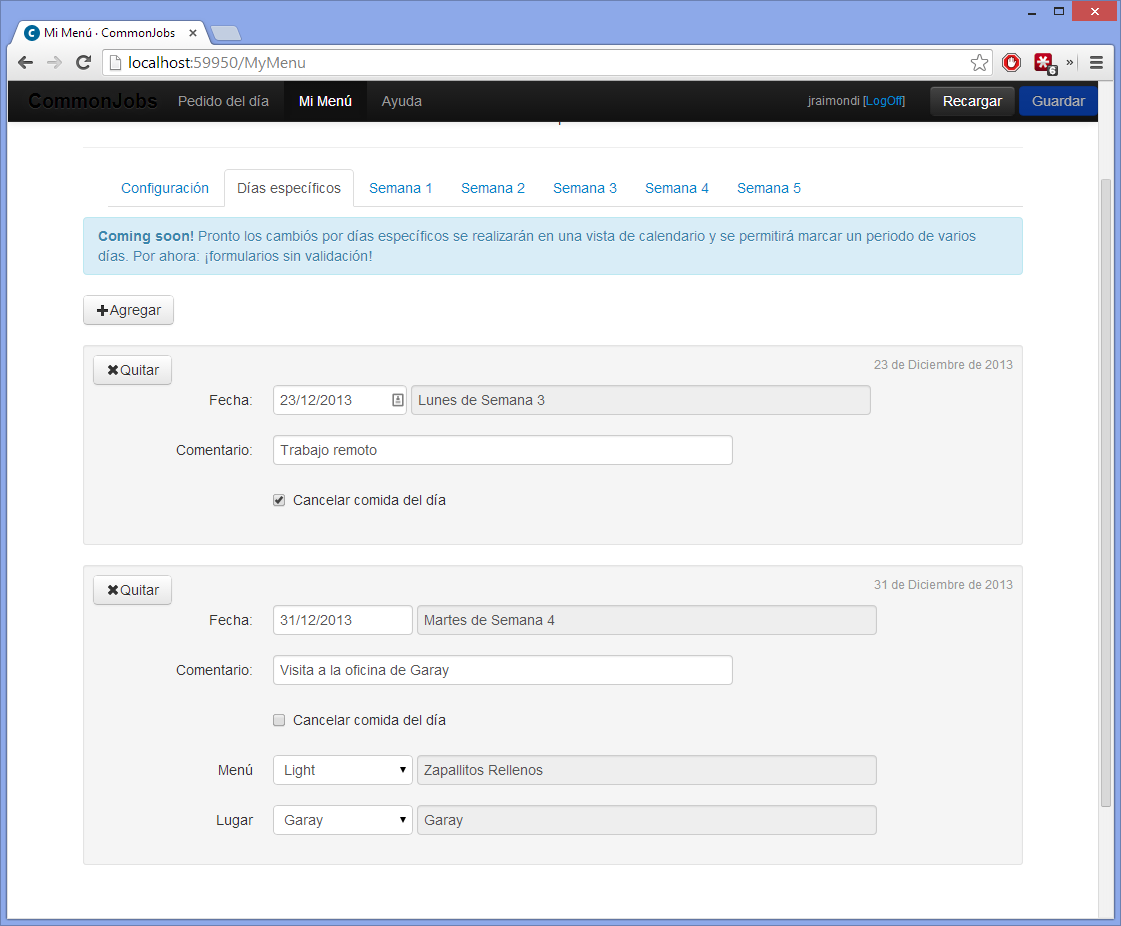 Mi Menú · CommonJobs
localhost:59950/MyMenu
6
CommonJobs Pedido del día Mi Menú Ayuda jraimondi [LogOff] Recargar Guardar
Configuración Días específicos Semana 1 Semana 2 Semana 3 Semana 4 Semana 5
Coming soon! Pronto los cambiós por días específicos se realizarán en una vista de calendario y se permitirá marcar un periodo de varios
días. Por ahora: ¡formularios sin validación!
Agregar
Quitar 23 de Diciembre de 2013
Fecha: 23/12/2013 Lunes de Semana 3
Comentario: Trabajo remoto
Cancelar comida del día
Quitar 31 de Diciembre de 2013
Fecha: 31/12/2013 Martes de Semana 4
Comentario: Visita a la oficina de Garay
Cancelar comida del día
Menú Light Zapallitos Rellenos
Lugar Garay Garay